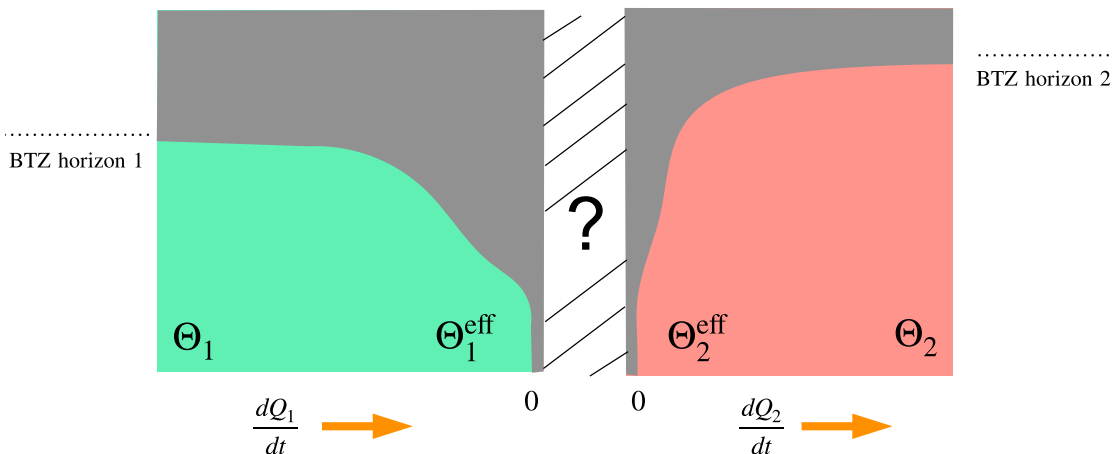 BTZ horizon 1
BTZ horizon 2
?
Θ₁
Θ₁ᵉᶠᶠ
Θ₂ᵉᶠᶠ
Θ₂
0
0
dQ₁/dt
dQ₂/dt